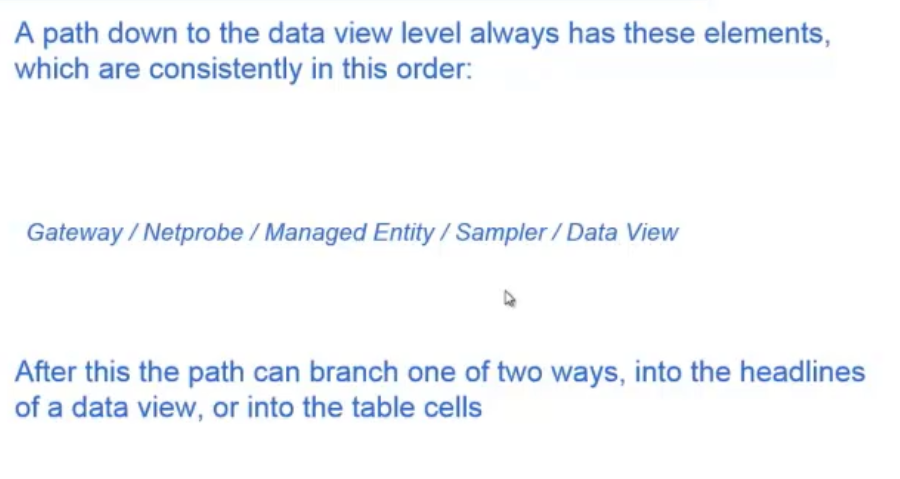 A path down to the data view level always has these elements,
which are consistently in this order:
Gateway / Netprobe / Managed Entity / Sampler / Data View
After this the path can branch one of two ways, into the headlines
of a data view, or into the table cells